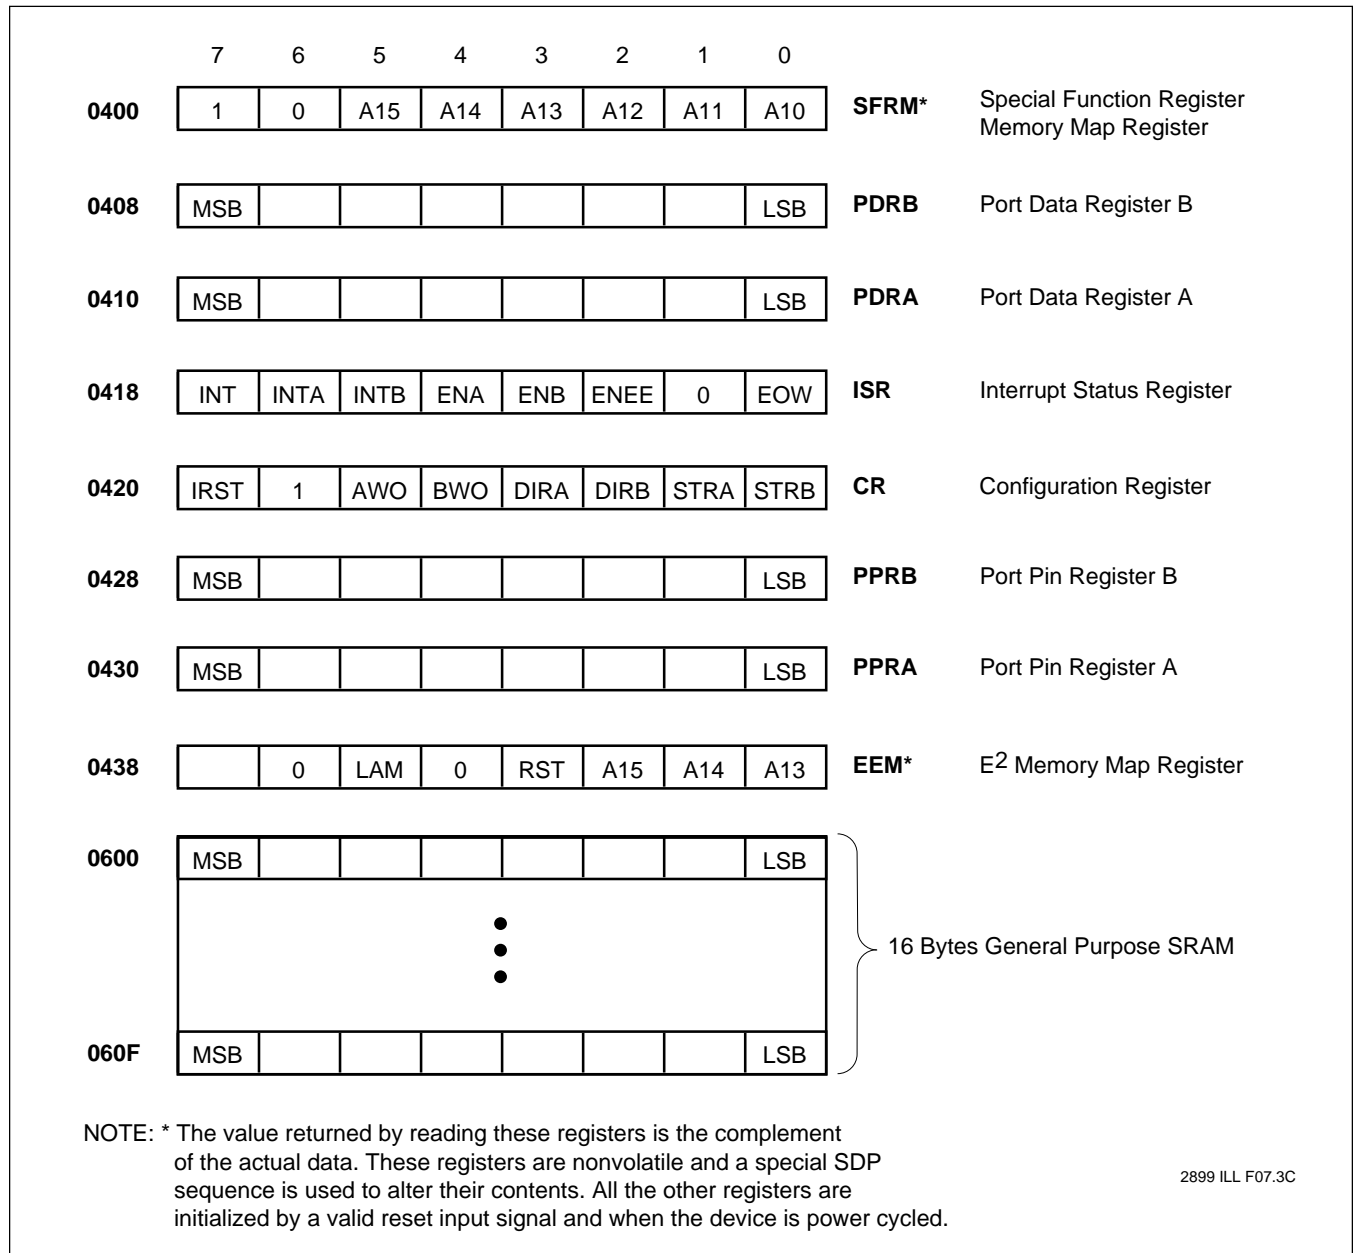 7 6 5 4 3 2 1 0
0400 1 0 A15 A14 A13 A12 A11 A10 SFRM* Special Function Register
Memory Map Register
0408 MSB LSB PDRB Port Data Register B
0410 MSB LSB PDRA Port Data Register A
0418 INT INTA INTB ENA ENB ENEE 0 EOW ISR Interrupt Status Register
0420 IRST 1 AWO BWO DIRA DIRB STRA STRB CR Configuration Register
0428 MSB LSB PPRB Port Pin Register B
0430 MSB LSB PPRA Port Pin Register A
0438 0 LAM 0 RST A15 A14 A13 EEM* E2 Memory Map Register
0600 MSB LSB
16 Bytes General Purpose SRAM
060F MSB LSB
NOTE: * The value returned by reading these registers is the complement
of the actual data. These registers are nonvolatile and a special SDP
sequence is used to alter their contents. All the other registers are
initialized by a valid reset input signal and when the device is power cycled.
2899 ILL F07.3C